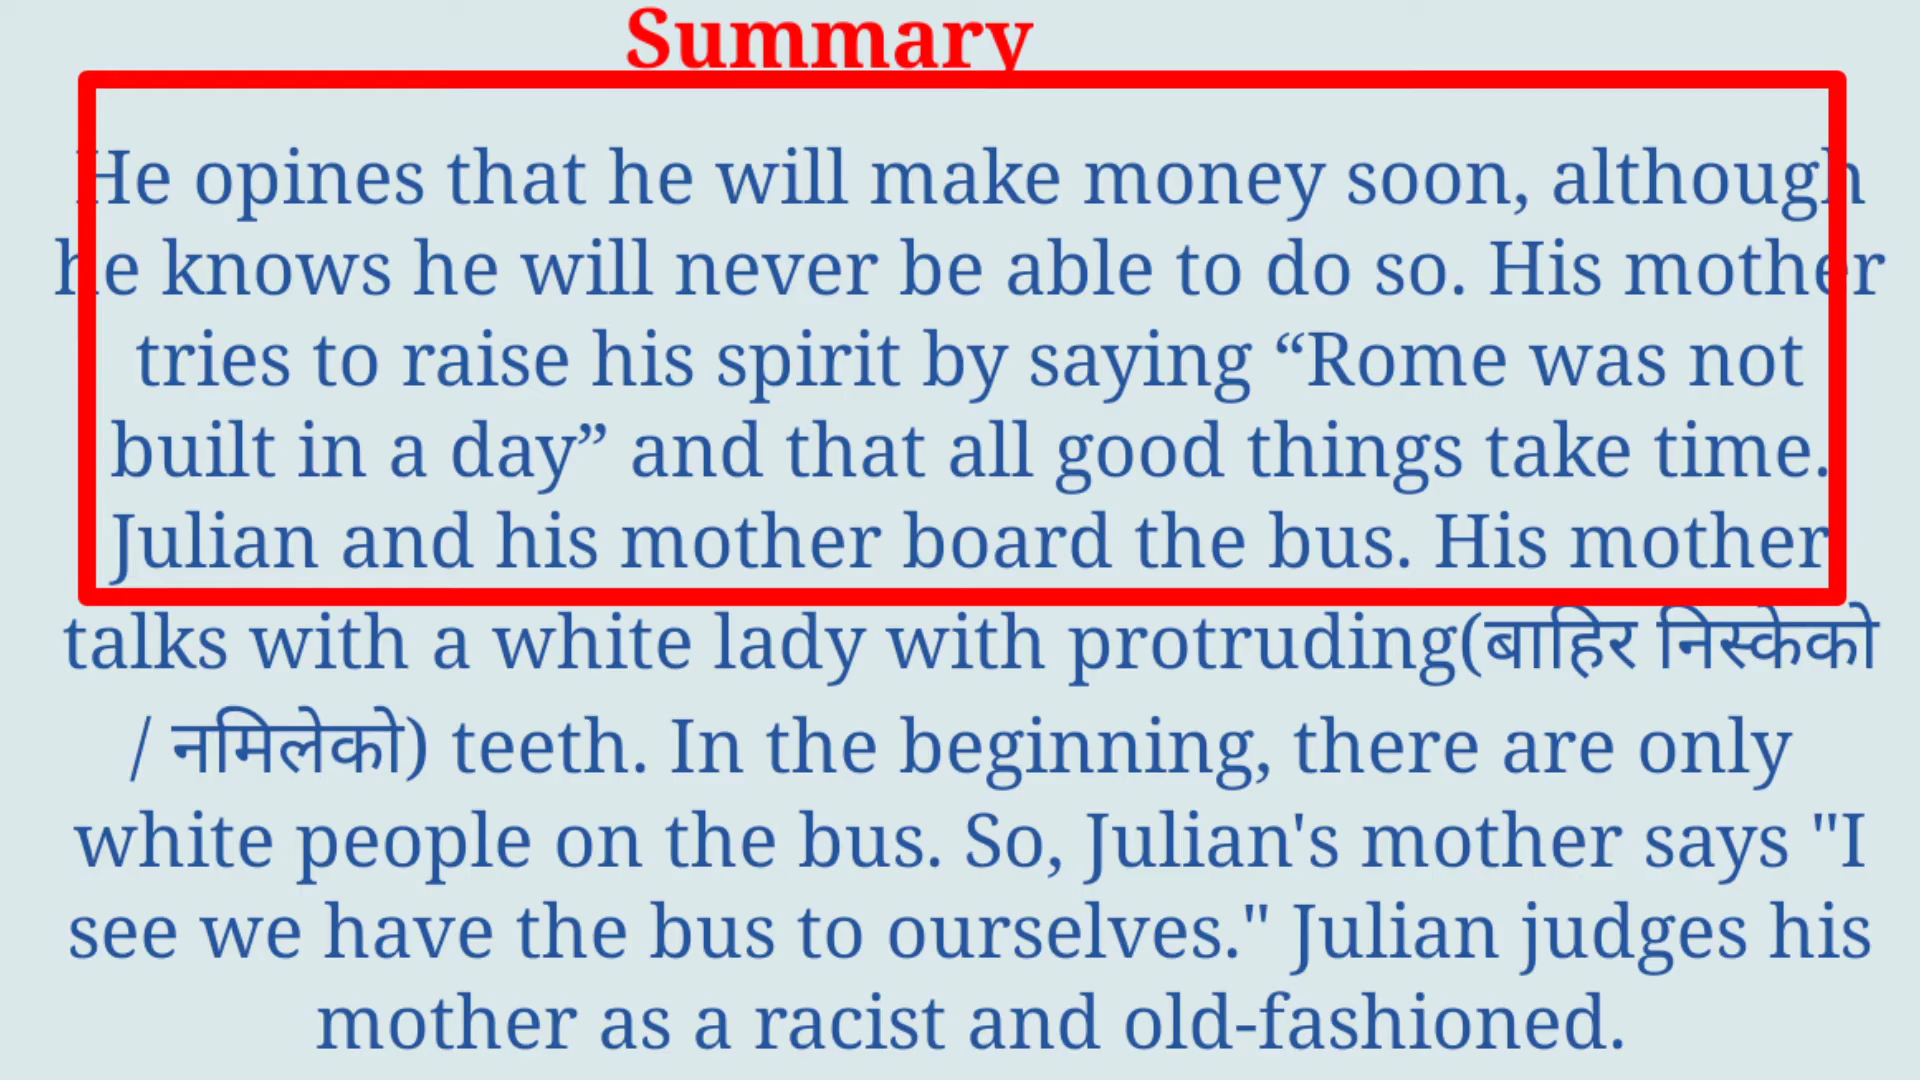 Summary
He opines that he will make money soon, although
he knows he will never be able to do so. His mother
tries to raise his spirit by saying “Rome was not
built in a day” and that all good things take time.
Julian and his mother board the bus. His mother
talks with a white lady with protruding(बाहिर निस्केको
/ नमिलेको) teeth. In the beginning, there are only
white people on the bus. So, Julian's mother says "I
see we have the bus to ourselves." Julian judges his
mother as a racist and old-fashioned.